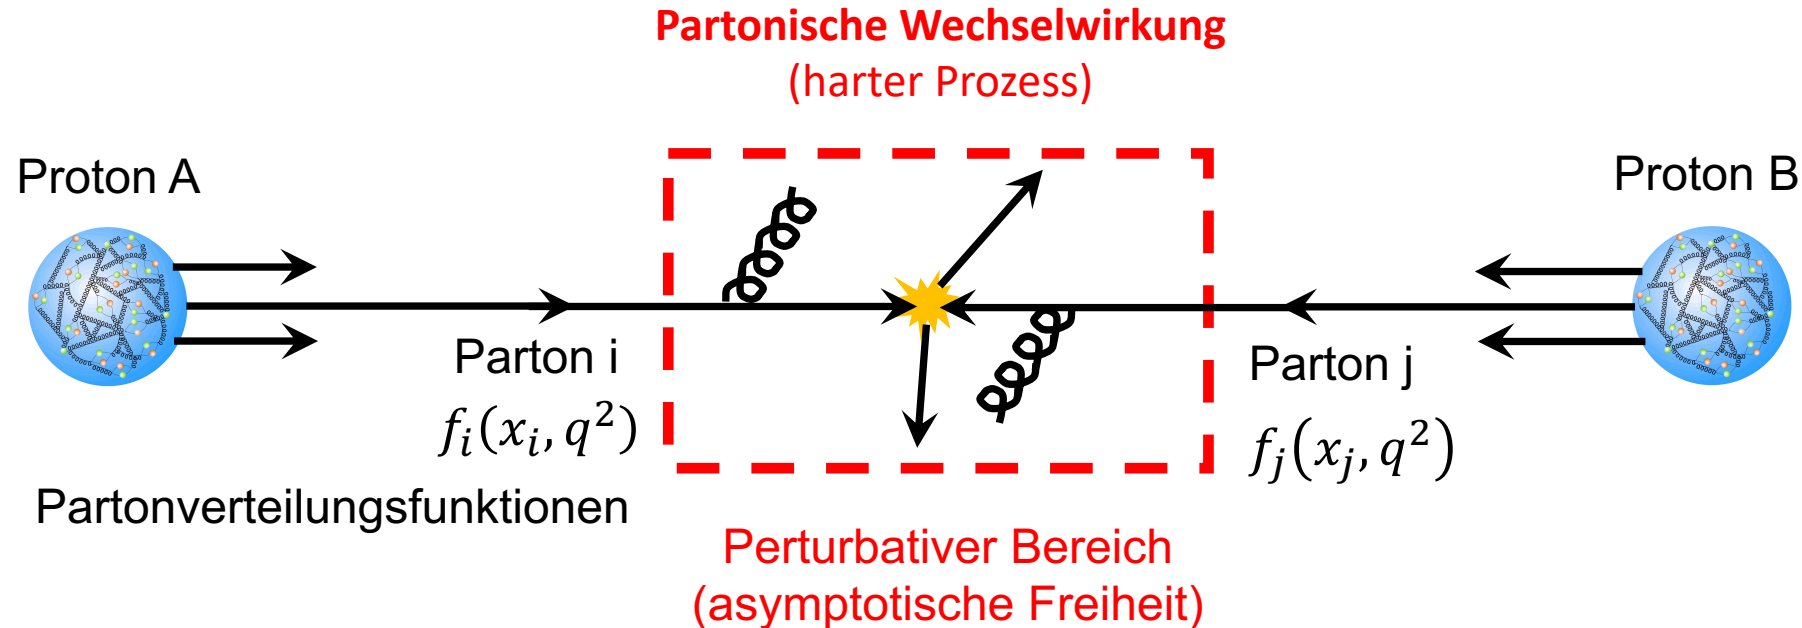 Partonische Wechselwirkung
(harter Prozess)
Proton A
Proton B
Parton i
Parton j
𝑓ᵢ(𝑥ᵢ, 𝑞²)
𝑓ⱼ(𝑥ⱼ, 𝑞²)
Partonverteilungsfunktionen
Perturbativer Bereich
(asymptotische Freiheit)